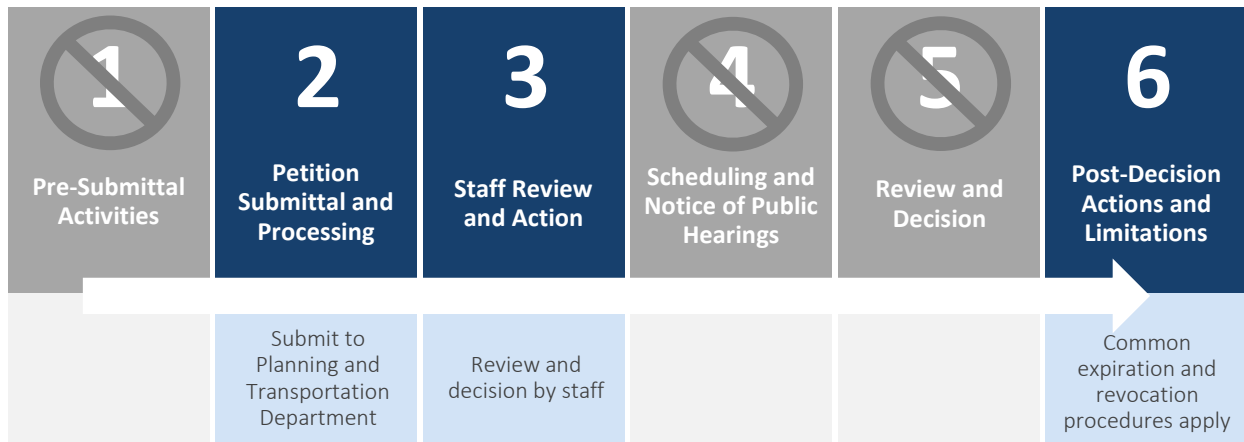 1
Pre-Submittal
Activities
2
Petition
Submittal and
Processing
Submit to
Planning and
Transportation
Department
3
Staff Review
and Action
Review and
decision by staff
4
Scheduling and
Notice of Public
Hearings
5
Review and
Decision
6
Post-Decision
Actions and
Limitations
Common
expiration and
revocation
procedures apply